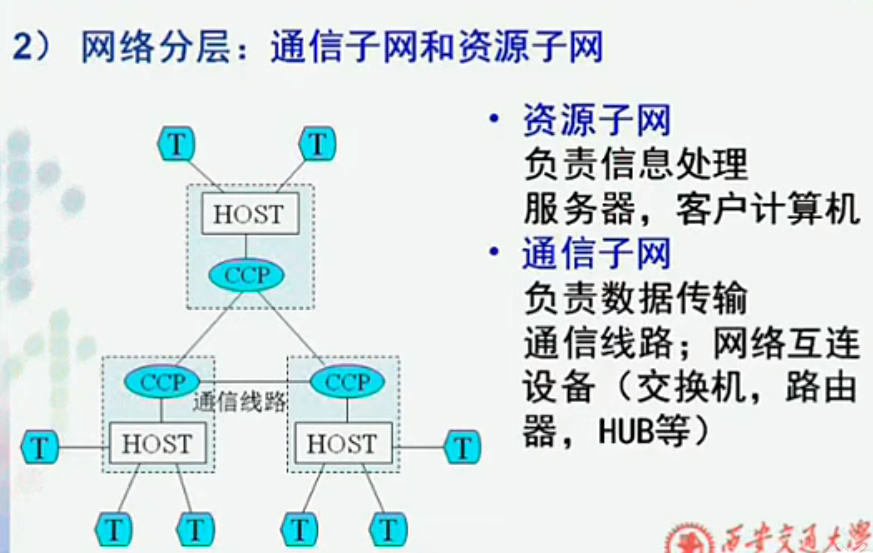 2） 网络分层：通信子网和资源子网
T
T
HOST
CCP
CCP
CCP
通信线路
T
HOST
HOST
T
T
T
T
T
• 资源子网
负责信息处理
服务器，客户计算机
• 通信子网
负责数据传输
通信线路；网络互连
设备（交换机，路由
器，HUB等）
西安交通大学